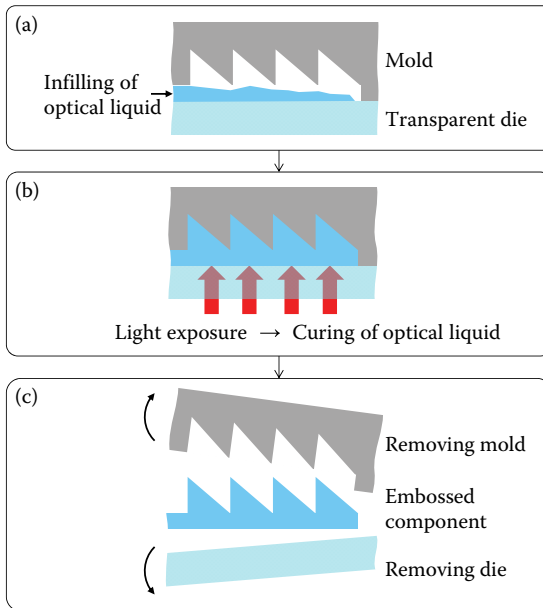 (a)
Mold
Infilling of
optical liquid
Transparent die
(b)
Light exposure → Curing of optical liquid
(c)
Removing mold
Embossed
component
Removing die